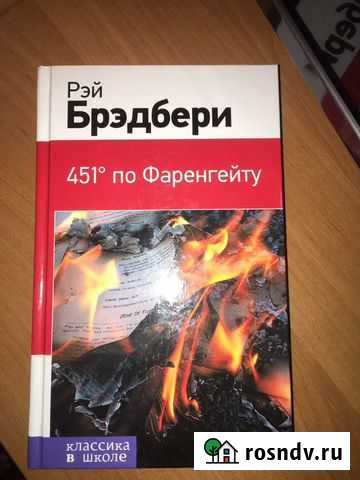 Рэй
Брэдбери
451° по Фаренгейту
классика
в школе
rosndv.ru